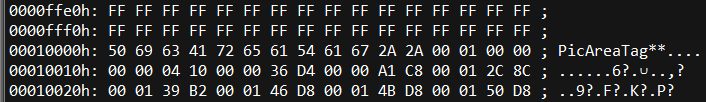 0000ffe0h: FF FF FF FF FF FF FF FF FF FF FF FF FF FF FF FF ;
0000fff0h: FF FF FF FF FF FF FF FF FF FF FF FF FF FF FF FF ;
00010000h: 50 69 63 41 72 65 61 54 61 67 2A 2A 00 01 00 00 ; PicAreaTag**....
00010010h: 00 00 04 10 00 00 36 D4 00 00 A1 C8 00 01 2C 8C ; ......6?.∪..,?
00010020h: 00 01 39 B2 00 01 46 D8 00 01 4B D8 00 01 50 D8 ; ..9?.F?.K?.P?